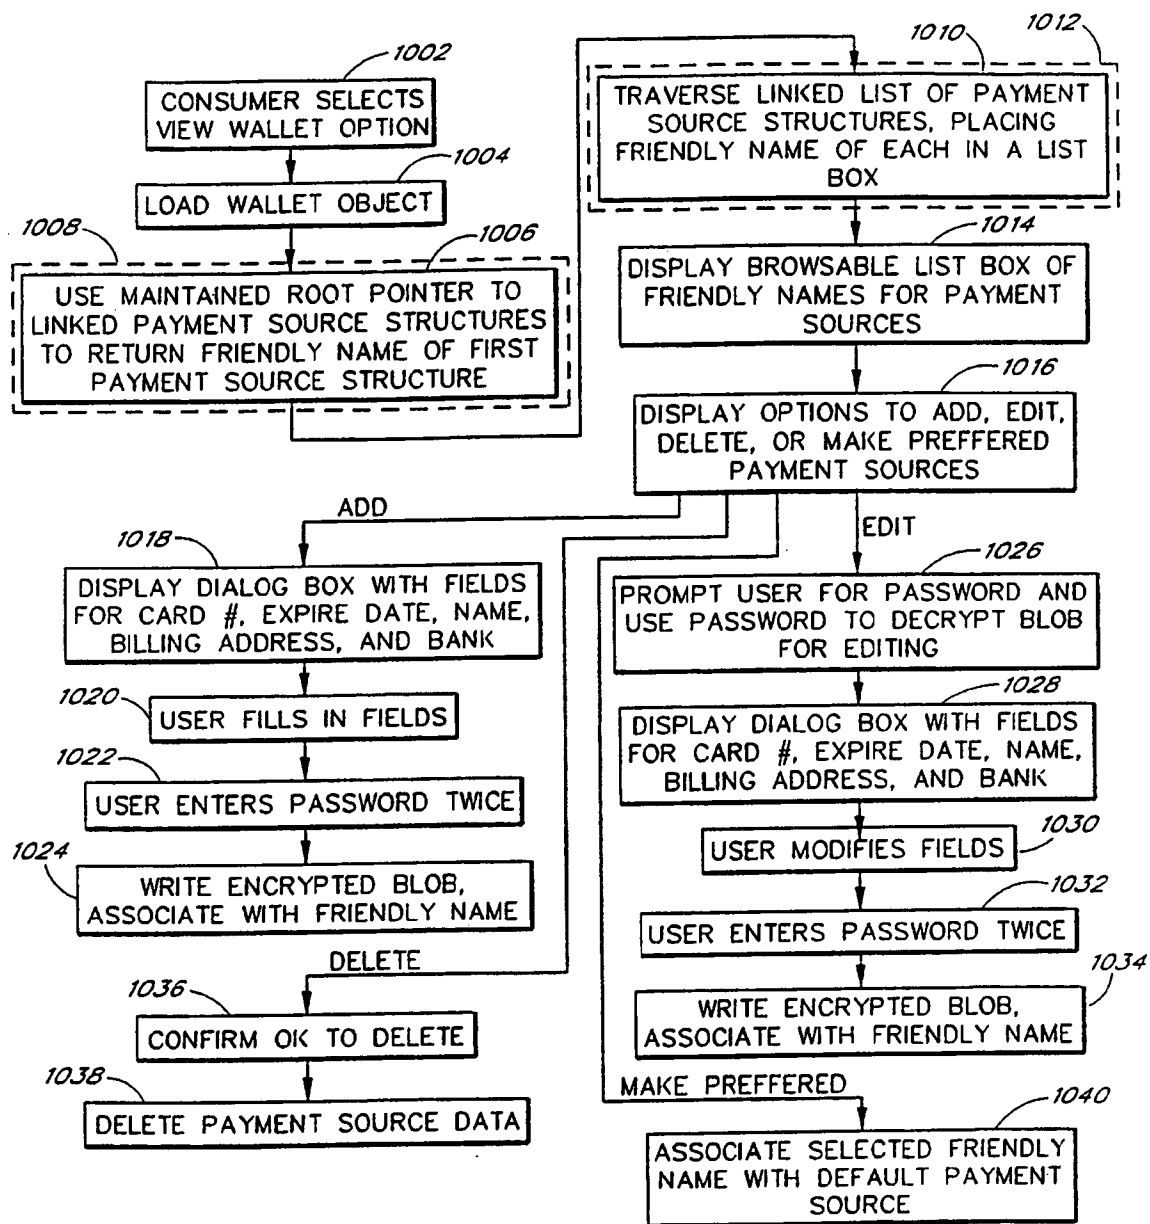 1002
CONSUMER SELECTS
VIEW WALLET OPTION
1004
LOAD WALLET OBJECT
1008
1006
USE MAINTAINED ROOT POINTER TO
LINKED PAYMENT SOURCE STRUCTURES
TO RETURN FRIENDLY NAME OF FIRST
PAYMENT SOURCE STRUCTURE
1010
1012
TRAVERSE LINKED LIST OF PAYMENT
SOURCE STRUCTURES, PLACING
FRIENDLY NAME OF EACH IN A LIST
BOX
1014
DISPLAY BROWSABLE LIST BOX OF
FRIENDLY NAMES FOR PAYMENT
SOURCES
1016
DISPLAY OPTIONS TO ADD, EDIT,
DELETE, OR MAKE PREFFERED
PAYMENT SOURCES
ADD
1018
DISPLAY DIALOG BOX WITH FIELDS
FOR CARD #, EXPIRE DATE, NAME,
BILLING ADDRESS, AND BANK
1020
USER FILLS IN FIELDS
1022
USER ENTERS PASSWORD TWICE
1024
WRITE ENCRYPTED BLOB,
ASSOCIATE WITH FRIENDLY NAME
EDIT
1026
PROMPT USER FOR PASSWORD AND
USE PASSWORD TO DECRYPT BLOB
FOR EDITING
1028
DISPLAY DIALOG BOX WITH FIELDS
FOR CARD #, EXPIRE DATE, NAME,
BILLING ADDRESS, AND BANK
1030
USER MODIFIES FIELDS
1032
USER ENTERS PASSWORD TWICE
1034
WRITE ENCRYPTED BLOB,
ASSOCIATE WITH FRIENDLY NAME
DELETE
1036
CONFIRM OK TO DELETE
1038
DELETE PAYMENT SOURCE DATA
MAKE PREFFERED
1040
ASSOCIATE SELECTED FRIENDLY
NAME WITH DEFAULT PAYMENT
SOURCE